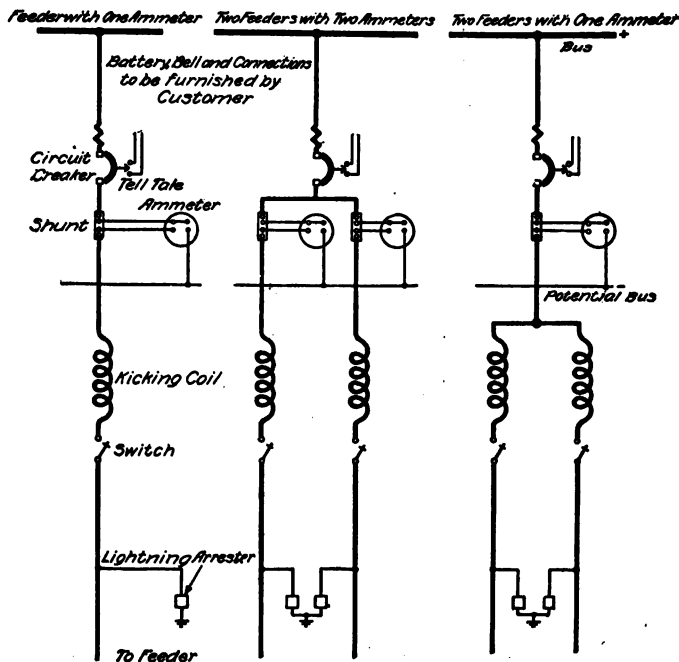 Feeder with One Ammeter
Two Feeders with Two Ammeters
Two Feeders with One Ammeter
+
Bus
Battery, Bell and Connections
to be furnished by
Customer
Circuit
Breaker
Tell Tale
Ammeter
Shunt
-
Potential Bus
Kicking Coil
Switch
Lightning Arrester
To Feeder